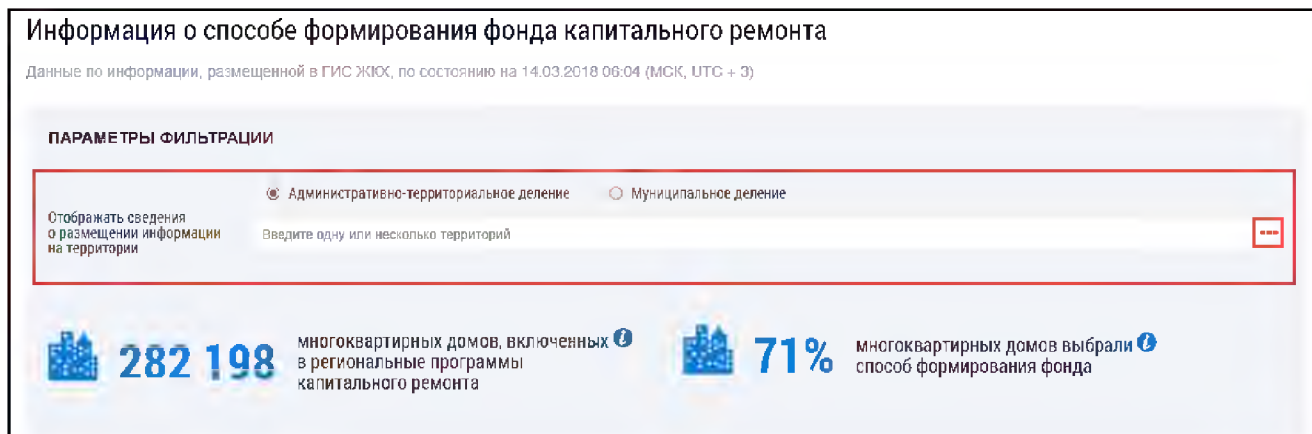 Информация о способе формирования фонда капитального ремонта
Данные по информации, размещенной в ГИС ЖКХ, по состоянию на 14.03.2018 06:04 (МСК, UTC + 3)
ПАРАМЕТРЫ ФИЛЬТРАЦИИ
Административно-территориальное деление Муниципальное деление
Отображать сведения
о размещении информации
на территории
Введите одну или несколько территорий
282 198
многоквартирных домов, включенных
в региональные программы
капитального ремонта
71%
многоквартирных домов выбрали
способ формирования фонда